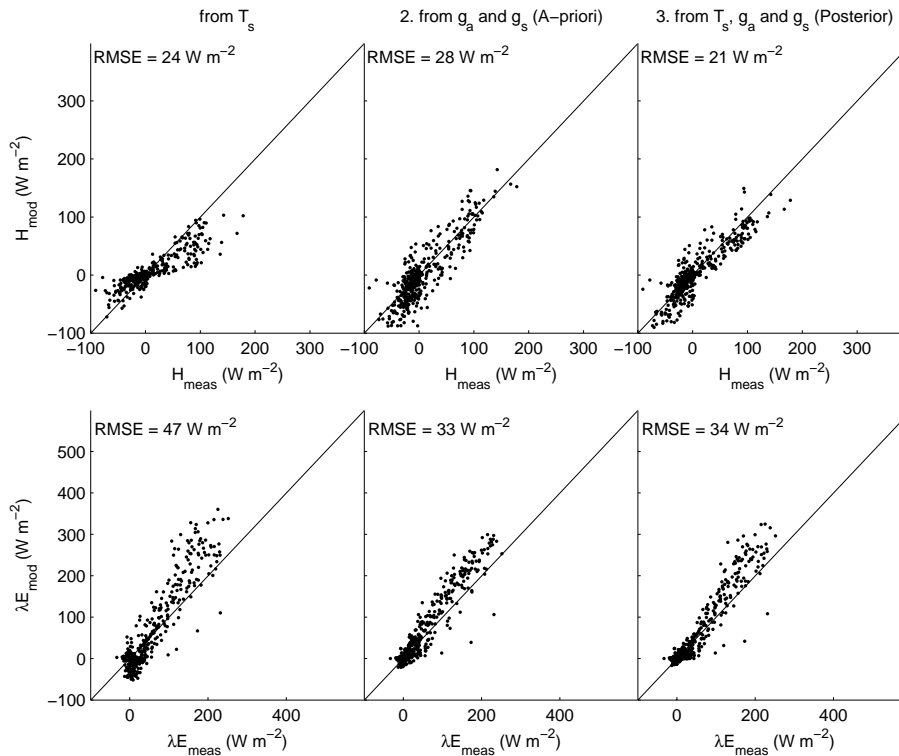 from T_s
2. from g_a and g_s (A−priori)
3. from T_s, g_a and g_s (Posterior)
RMSE = 24 W m^−2
RMSE = 28 W m^−2
RMSE = 21 W m^−2
300
200
100
0
−100
H_mod (W m^−2)
−100 0 100 200 300
−100 0 100 200 300
−100 0 100 200 300
H_meas (W m^−2)
H_meas (W m^−2)
H_meas (W m^−2)
RMSE = 47 W m^−2
RMSE = 33 W m^−2
RMSE = 34 W m^−2
500
400
300
200
100
0
−100
λE_mod (W m^−2)
0 200 400
0 200 400
0 200 400
λE_meas (W m^−2)
λE_meas (W m^−2)
λE_meas (W m^−2)